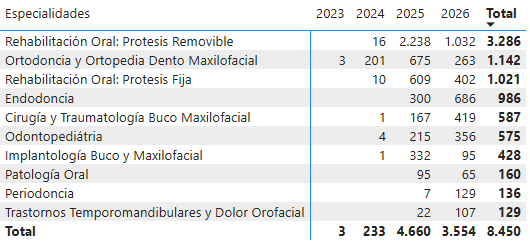 Especialidades 2023 2024 2025 2026 Total
Rehabilitación Oral: Protesis Removible 16 2.238 1.032 3.286
Ortodoncia y Ortopedia Dento Maxilofacial 3 201 675 263 1.142
Rehabilitación Oral: Protesis Fija 10 609 402 1.021
Endodoncia 300 686 986
Cirugía y Traumatología Buco Maxilofacial 1 167 419 587
Odontopediátria 4 215 356 575
Implantología Buco y Maxilofacial 1 332 95 428
Patología Oral 95 65 160
Periodoncia 7 129 136
Trastornos Temporomandibulares y Dolor Orofacial 22 107 129
Total 3 233 4.660 3.554 8.450